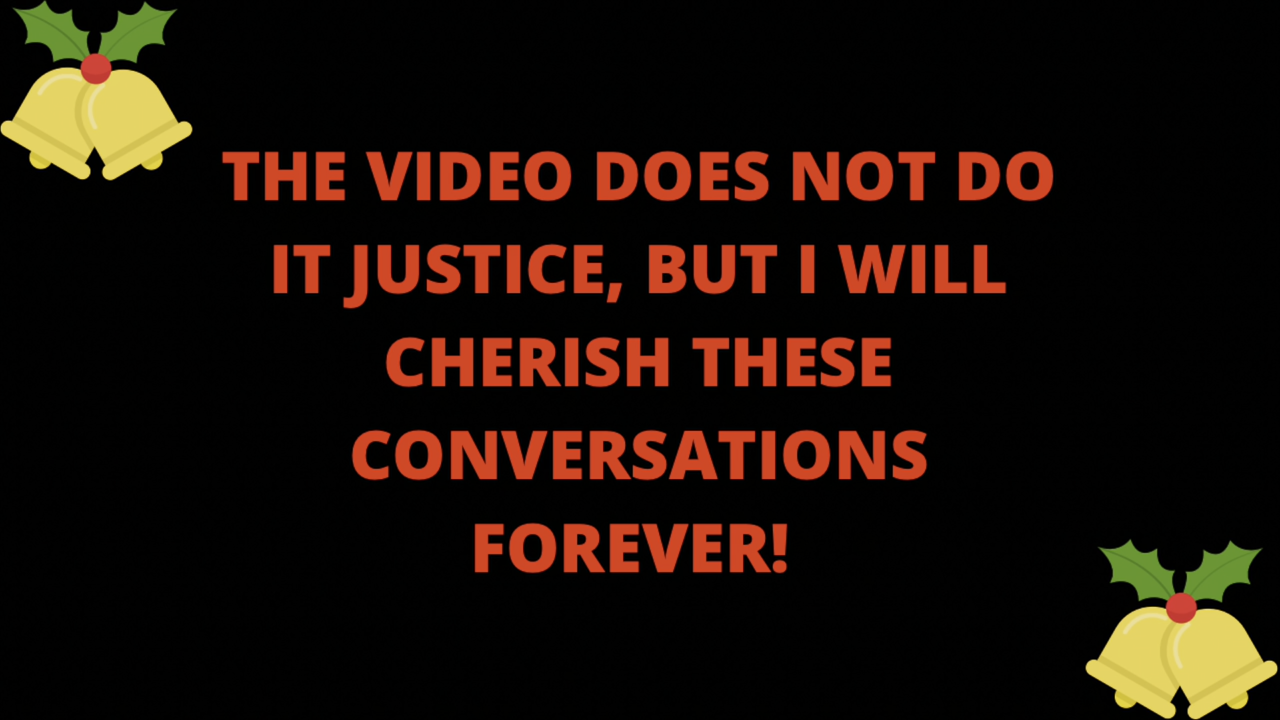 THE VIDEO DOES NOT DO
IT JUSTICE, BUT I WILL
CHERISH THESE
CONVERSATIONS
FOREVER!